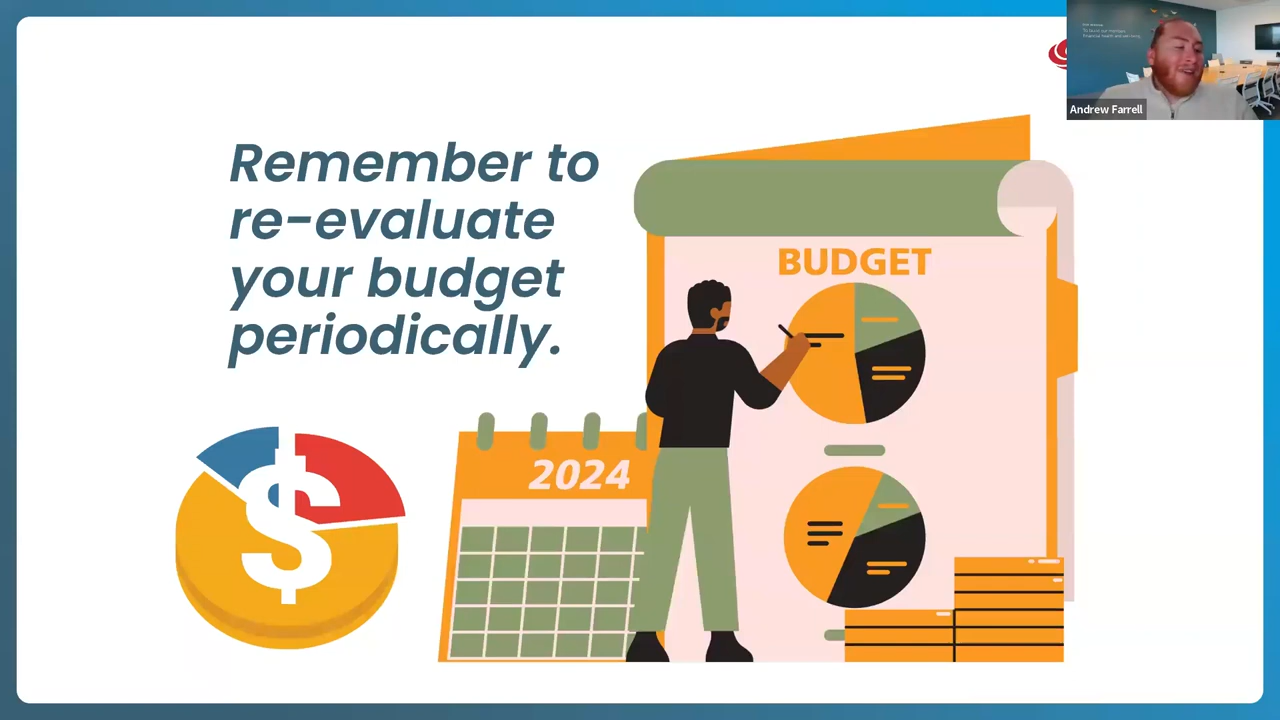 Remember to
re-evaluate
your budget
periodically.
BUDGET
2024
$
Andrew Farrell